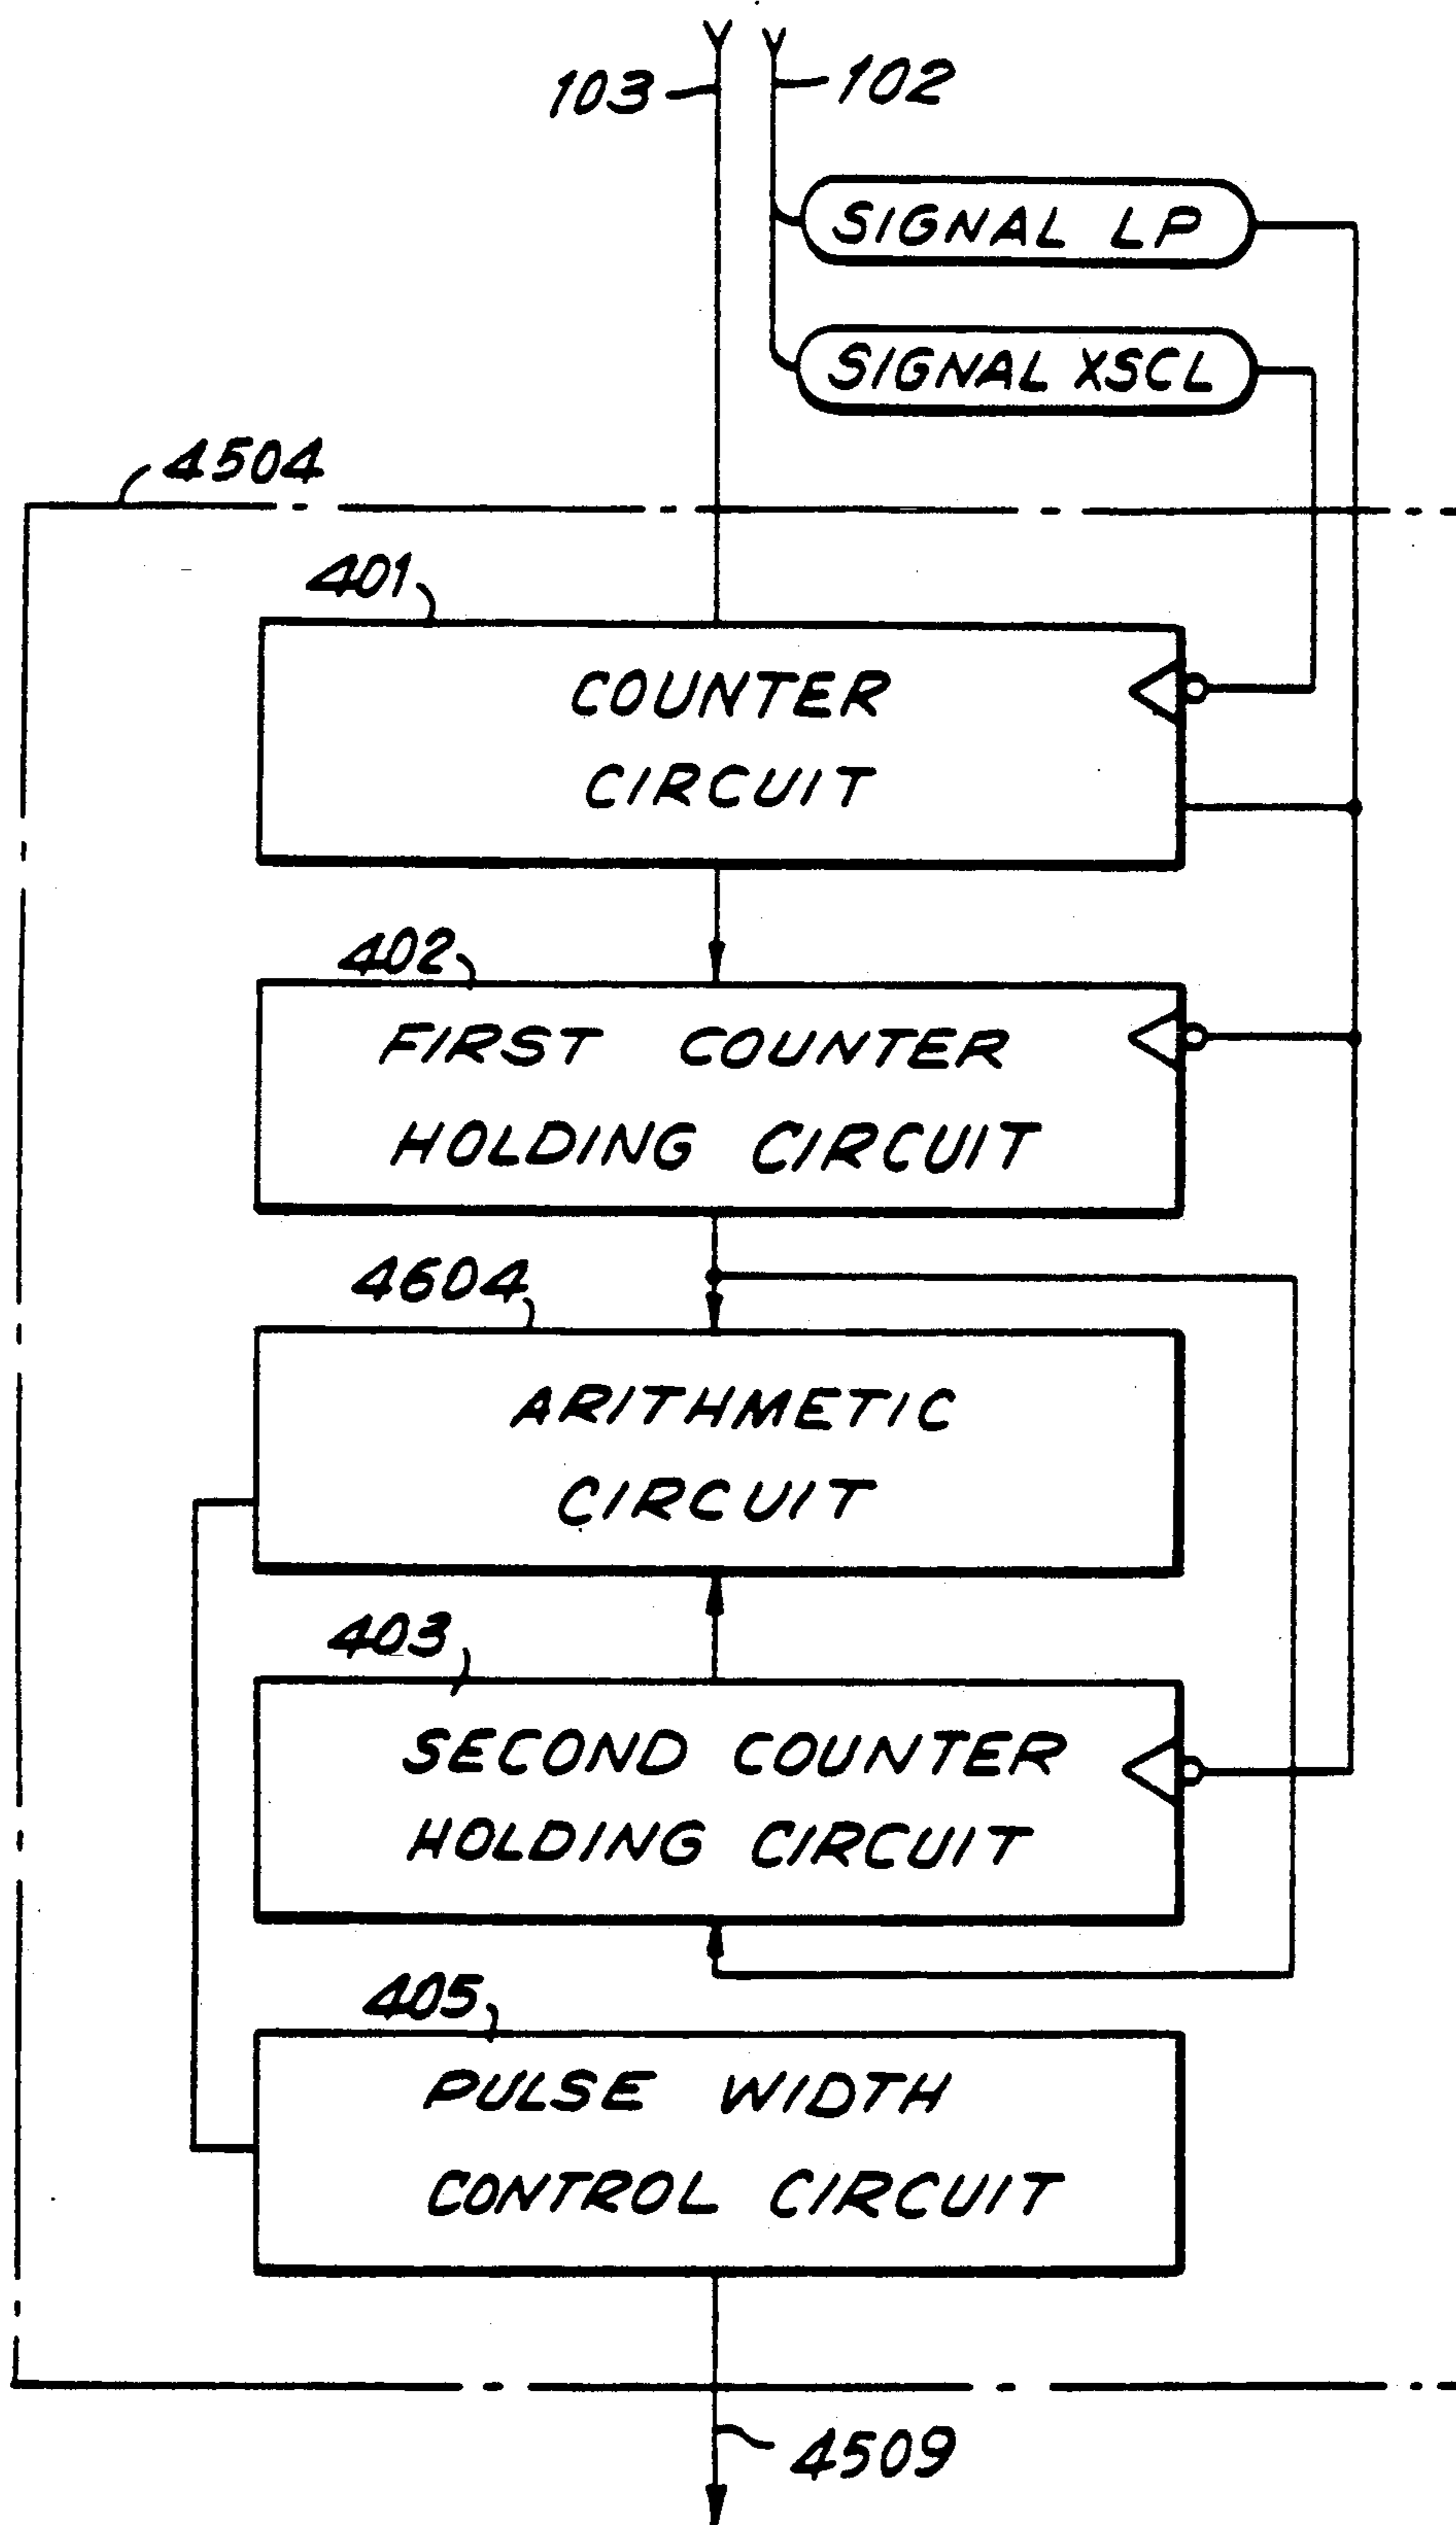 103
102
SIGNAL LP
SIGNAL XSCL
4504
401
COUNTER
CIRCUIT
402
FIRST COUNTER
HOLDING CIRCUIT
4604
ARITHMETIC
CIRCUIT
403
SECOND COUNTER
HOLDING CIRCUIT
405
PULSE WIDTH
CONTROL CIRCUIT
4509